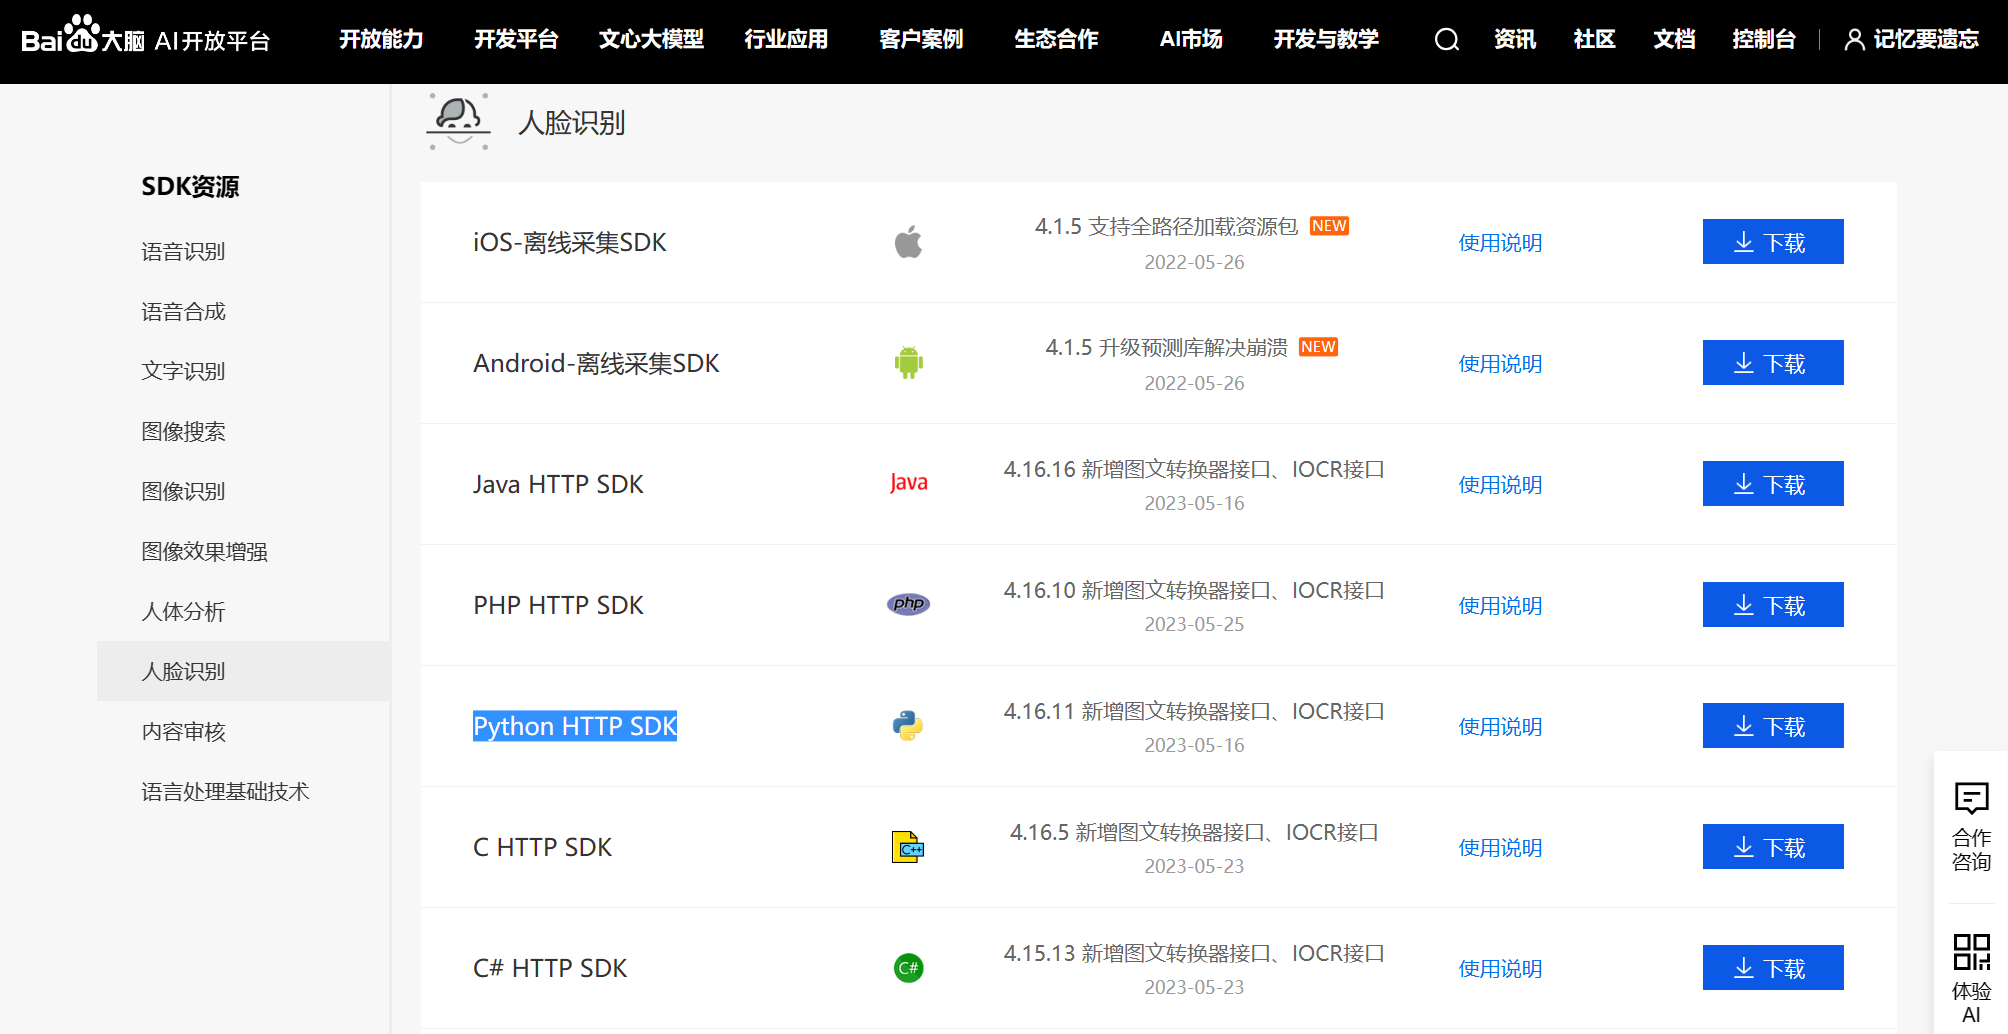 Bai du 大脑 AI开放平台 开放能力 开发平台 文心大模型 行业应用 客户案例 生态合作 AI市场 开发与教学 资讯 社区 文档 控制台 记忆要遗忘
SDK资源
语音识别
语音合成
文字识别
图像搜索
图像识别
图像效果增强
人体分析
人脸识别
内容审核
语言处理基础技术
人脸识别
iOS-离线采集SDK 4.1.5 支持全路径加载资源包 NEW 使用说明 下载
2022-05-26
Android-离线采集SDK 4.1.5 升级预测库解决崩溃 NEW 使用说明 下载
2022-05-26
Java HTTP SDK Java 4.16.16 新增图文转换器接口、IOCR接口 使用说明 下载
2023-05-16
PHP HTTP SDK php 4.16.10 新增图文转换器接口、IOCR接口 使用说明 下载
2023-05-25
Python HTTP SDK 4.16.11 新增图文转换器接口、IOCR接口 使用说明 下载
2023-05-16
C HTTP SDK C++ 4.16.5 新增图文转换器接口、IOCR接口 使用说明 下载
2023-05-23
C# HTTP SDK C# 4.15.13 新增图文转换器接口、IOCR接口 使用说明 下载
2023-05-23
合作
咨询
体验
AI